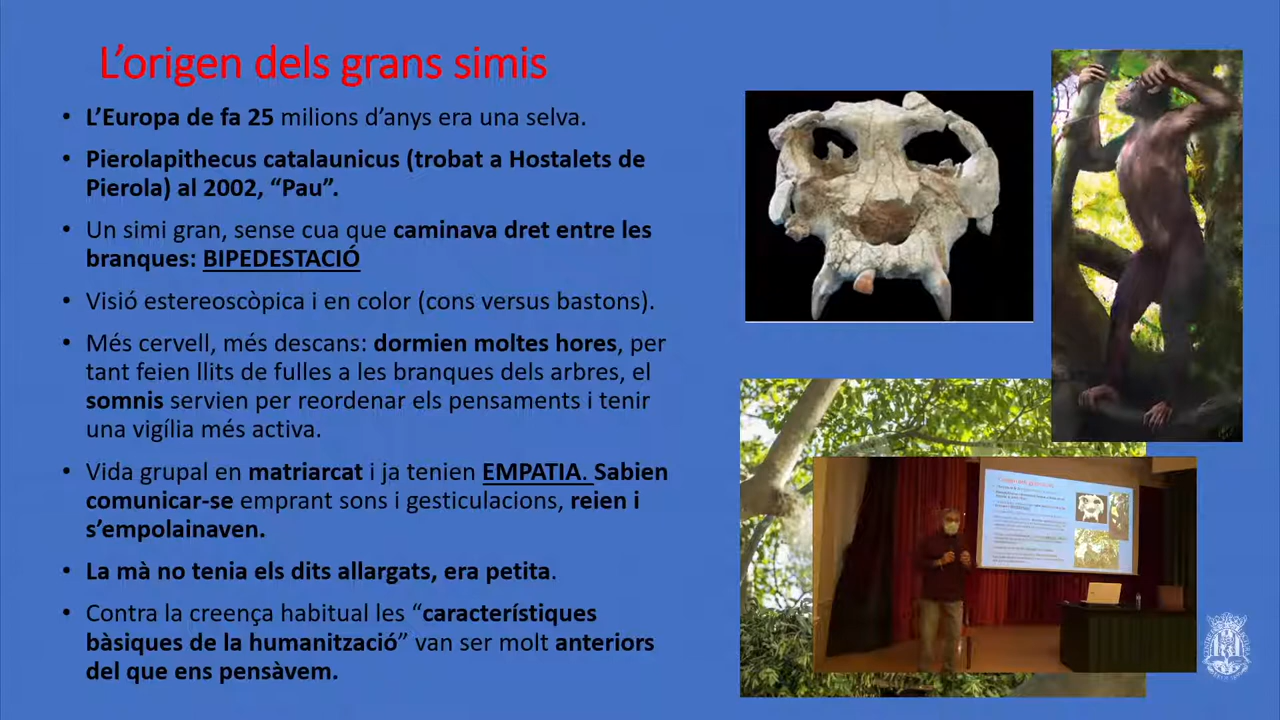 L’origen dels grans simis
• L’Europa de fa 25 milions d’anys era una selva.
• Pierolapithecus catalaunicus (trobat a Hostalets de
Pierola) al 2002, “Pau”.
• Un simi gran, sense cua que caminava dret entre les
branques: BIPEDESTACIÓ
• Visió estereoscòpica i en color (cons versus bastons).
• Més cervell, més descans: dormien moltes hores, per
tant feien llits de fulles a les branques dels arbres, el
somnis servien per reordenar els pensaments i tenir
una vigília més activa.
• Vida grupal en matriarcat i ja tenien EMPATIA. Sabien
comunicar-se emprant sons i gesticulacions, reien i
s’empolainaven.
• La mà no tenia els dits allargats, era petita.
• Contra la creença habitual les “característiques
bàsiques de la humanització” van ser molt anteriors
del que ens pensàvem.